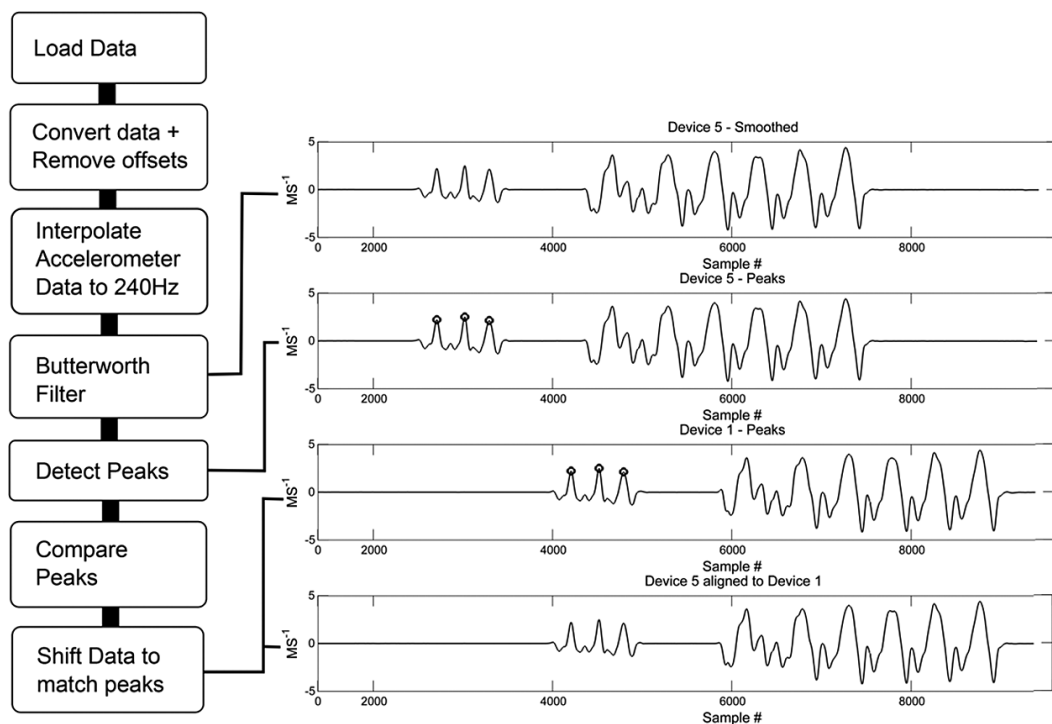 Load Data
Convert data +
Remove offsets
Interpolate
Accelerometer
Data to 240Hz
Butterworth
Filter
Detect Peaks
Compare
Peaks
Shift Data to
match peaks
Device 5 - Smoothed
5
0
-5
MS-1
0 2000 4000 6000 8000
Sample #
Device 5 - Peaks
5
0
-5
MS-1
0 2000 4000 6000 8000
Sample #
Device 1 - Peaks
5
0
-5
MS-1
0 2000 4000 6000 8000
Sample #
Device 5 aligned to Device 1
5
0
-5
MS-1
0 2000 4000 6000 8000
Sample #